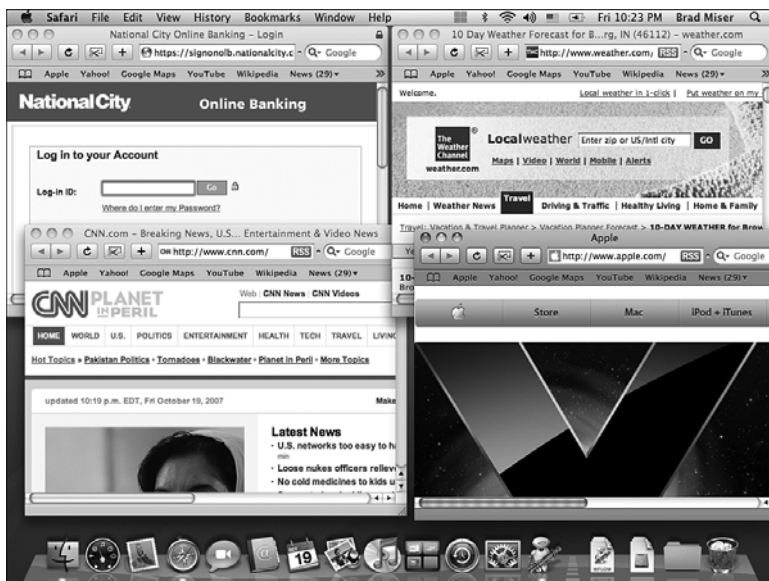 Safari File Edit View History Bookmarks Window Help Fri 10:23 PM Brad Miser
National City Online Banking – Login
https://signonolb.nationalcity.c Google
Apple Yahoo! Google Maps YouTube Wikipedia News (29)
National City Online Banking
Log in to your Account
Log-in ID: Go
Where do I enter my Password?
10 Day Weather Forecast for B...rg, IN (46112) – weather.com
http://www.weather.com/ RSS Google
Apple Yahoo! Google Maps YouTube Wikipedia News (29)
Welcome. Local weather in 1-click | Put weather on my
The
Weather
Channel
weather.com
Localweather Enter zip or US/Intl city GO
Maps | Video | World | Mobile | Alerts
Home | Weather News Travel Driving & Traffic | Healthy Living | Home & Family
Travel: Vacation & Travel Planner > Vacation Planner Forecast > 10-DAY WEATHER for Brow
Ye
10-
Bro
CNN.com – Breaking News, U.S... Entertainment & Video News
CNN http://www.cnn.com/ RSS Google
Apple Yahoo! Google Maps YouTube Wikipedia News (29)
CNN PLANET
IN PERIL
Web | CNN News | CNN Videos
HOME WORLD U.S. POLITICS ENTERTAINMENT HEALTH TECH TRAVEL LIVING
Hot Topics » Pakistan Politics • Tornadoes • Blackwater • Planet in Peril • More Topics
updated 10:19 p.m. EDT, Fri October 19, 2007 Make
Latest News
• U.S. networks too easy to ha
min
• Loose nukes officers relieve
• No cold medicines to kids u
Apple
http://www.apple.com/ RSS Google
Apple Yahoo! Google Maps YouTube Wikipedia News (29)
Store Mac iPod + iTunes
19